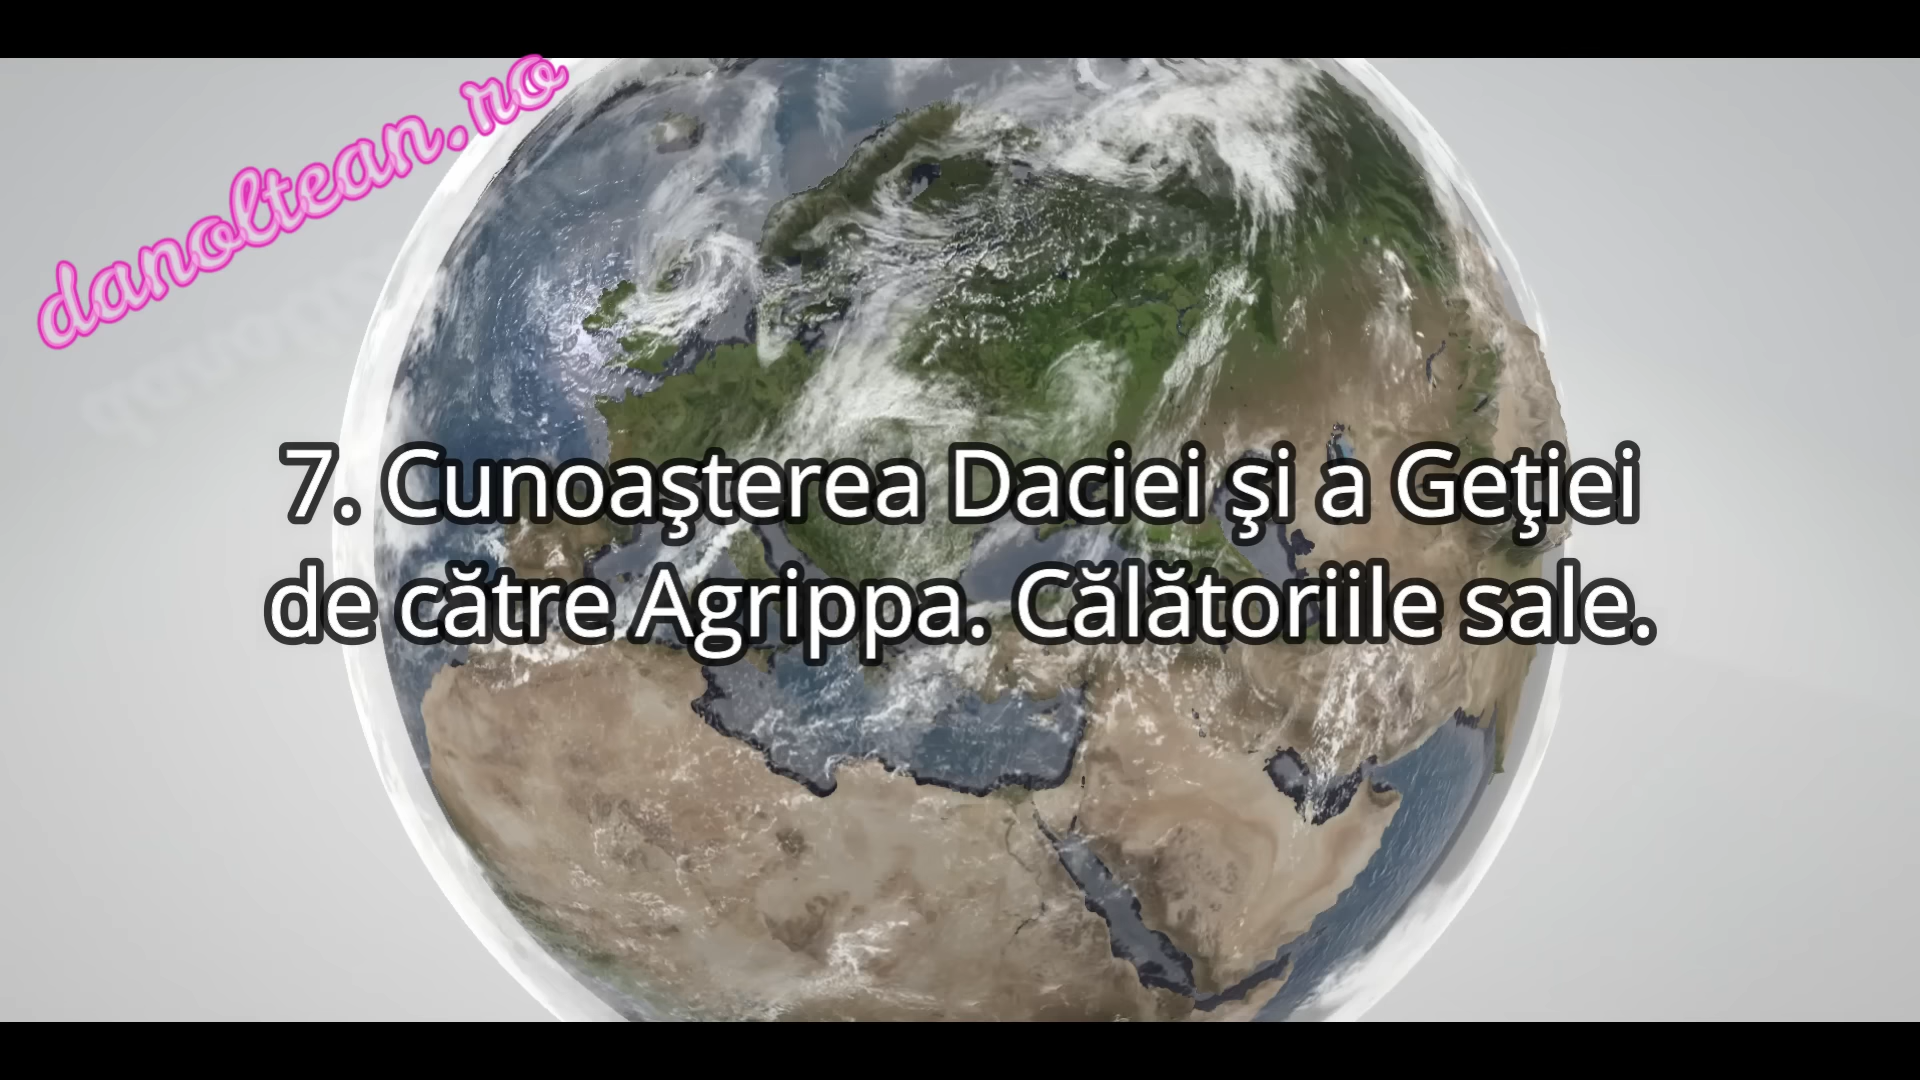 danoltean.ro
7. Cunoaşterea Daciei şi a Geţiei
de către Agrippa. Călătoriile sale.